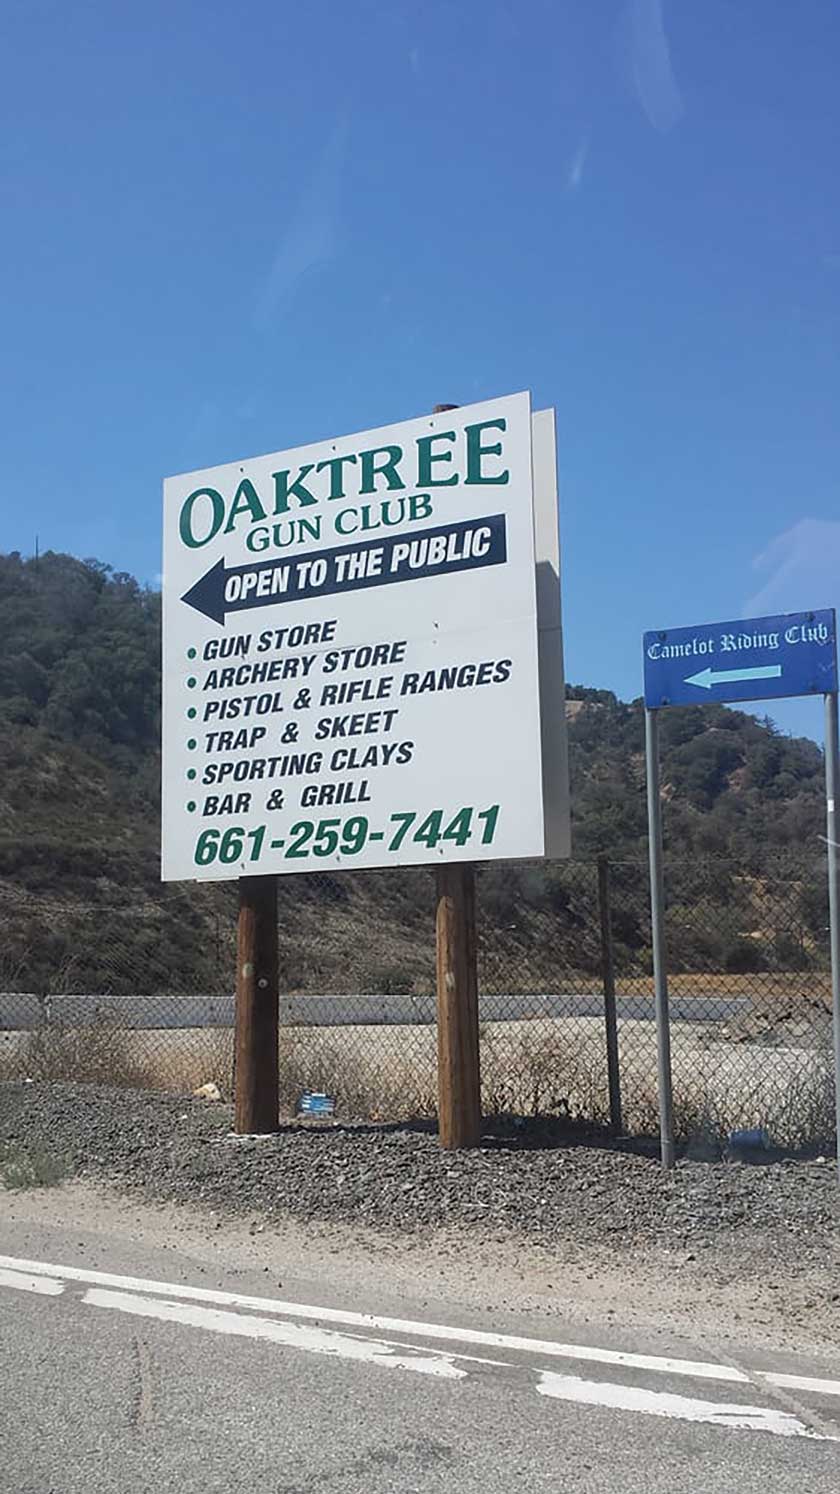 OAKTREE
GUN CLUB
OPEN TO THE PUBLIC
• GUN STORE
• ARCHERY STORE
• PISTOL & RIFLE RANGES
• TRAP & SKEET
• SPORTING CLAYS
• BAR & GRILL
661-259-7441
Camelot Riding Club